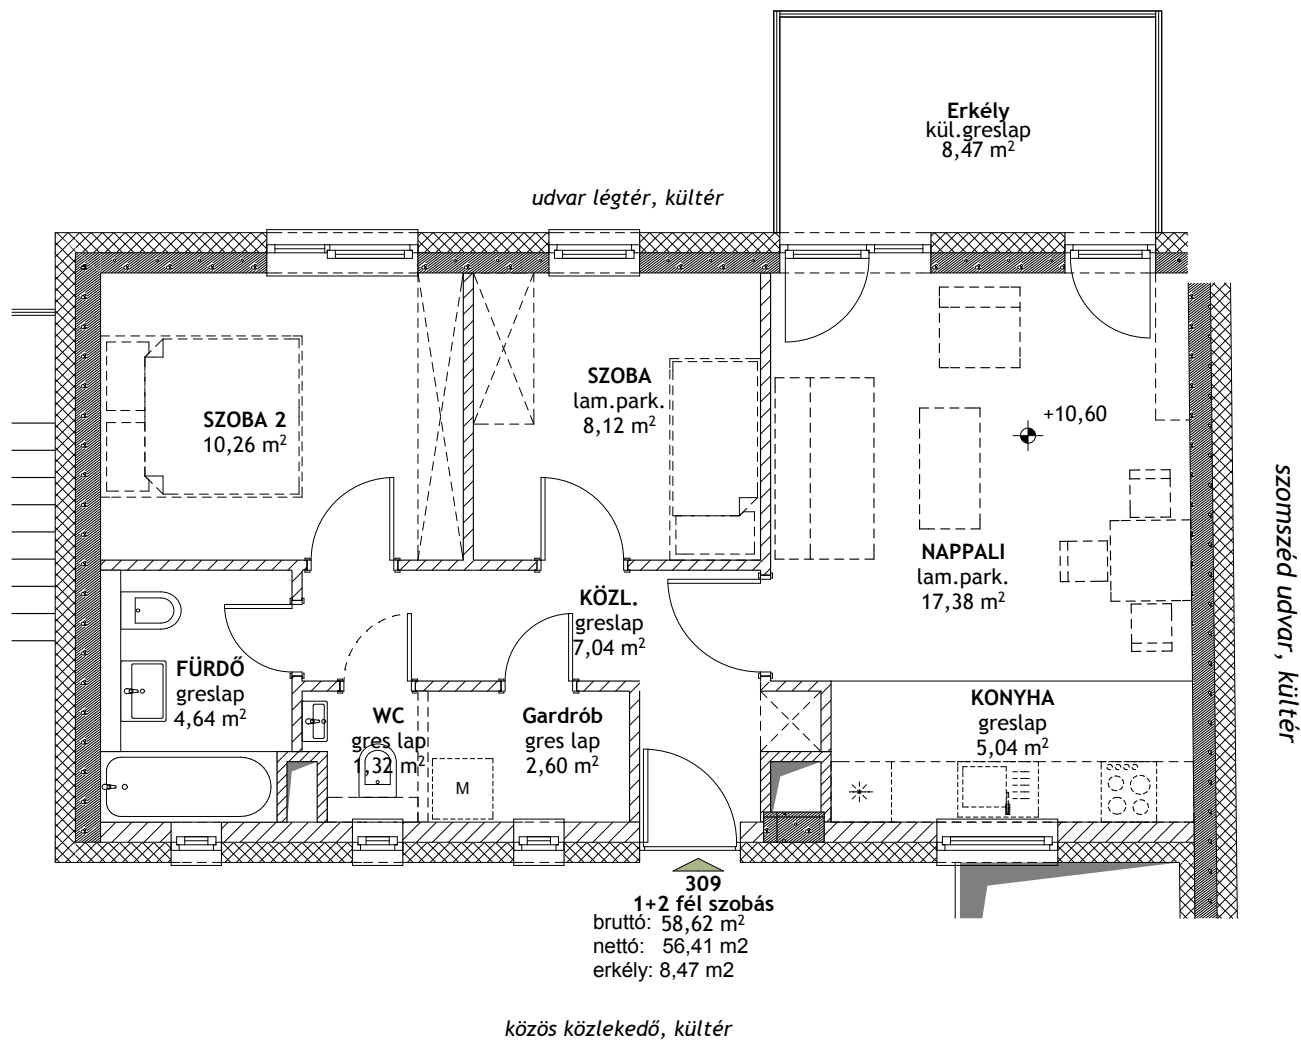 Erkély
kül.greslap
8,47 m²
udvar légtér, kültér
SZOBA
lam.park.
8,12 m²
SZOBA 2
10,26 m²
+10,60
NAPPALI
lam.park.
17,38 m²
szomszéd udvar, kültér
KÖZL.
greslap
7,04 m²
FÜRDŐ
greslap
4,64 m²
WC
gres lap
1,32 m²
Gardrób
gres lap
2,60 m²
KONYHA
greslap
5,04 m²
M
309
1+2 fél szobás
bruttó: 58,62 m²
nettó: 56,41 m2
erkély: 8,47 m2
közös közlekedő, kültér